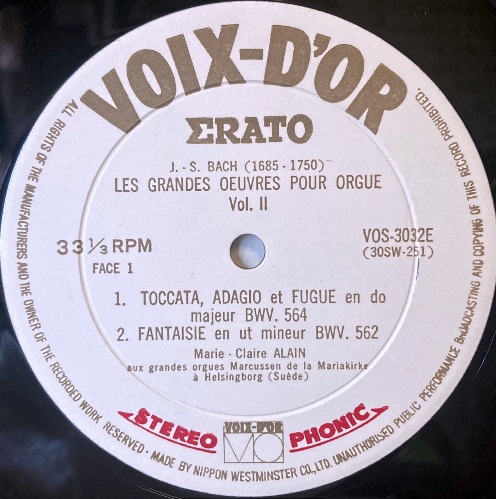 VOIX-D'OR
ΣRATO
J.-S. BACH (1685-1750)
LES GRANDES OEUVRES POUR ORGUE
Vol. II
33 1/3 RPM
FACE 1
VOS-3032E
(30SW-251)
1. TOCCATA, ADAGIO et FUGUE en do
majeur BWV. 564
2. FANTAISIE en ut mineur BWV. 562
Marie-Claire ALAIN
aux grandes orgues Marcussen de la Mariakirke
à Helsingborg (Suède)
STEREO PHONIC
VOIX-D'OR
VO
ALL RIGHTS OF THE MANUFACTURERS AND THE OWNER OF THE RECORDED WORK RESERVED · MADE BY NIPPON WESTMINSTER CO., LTD. UNAUTHORISED PUBLIC PERFORMANCE BROADCASTING AND COPYING OF THIS RECORD PROHIBITED.